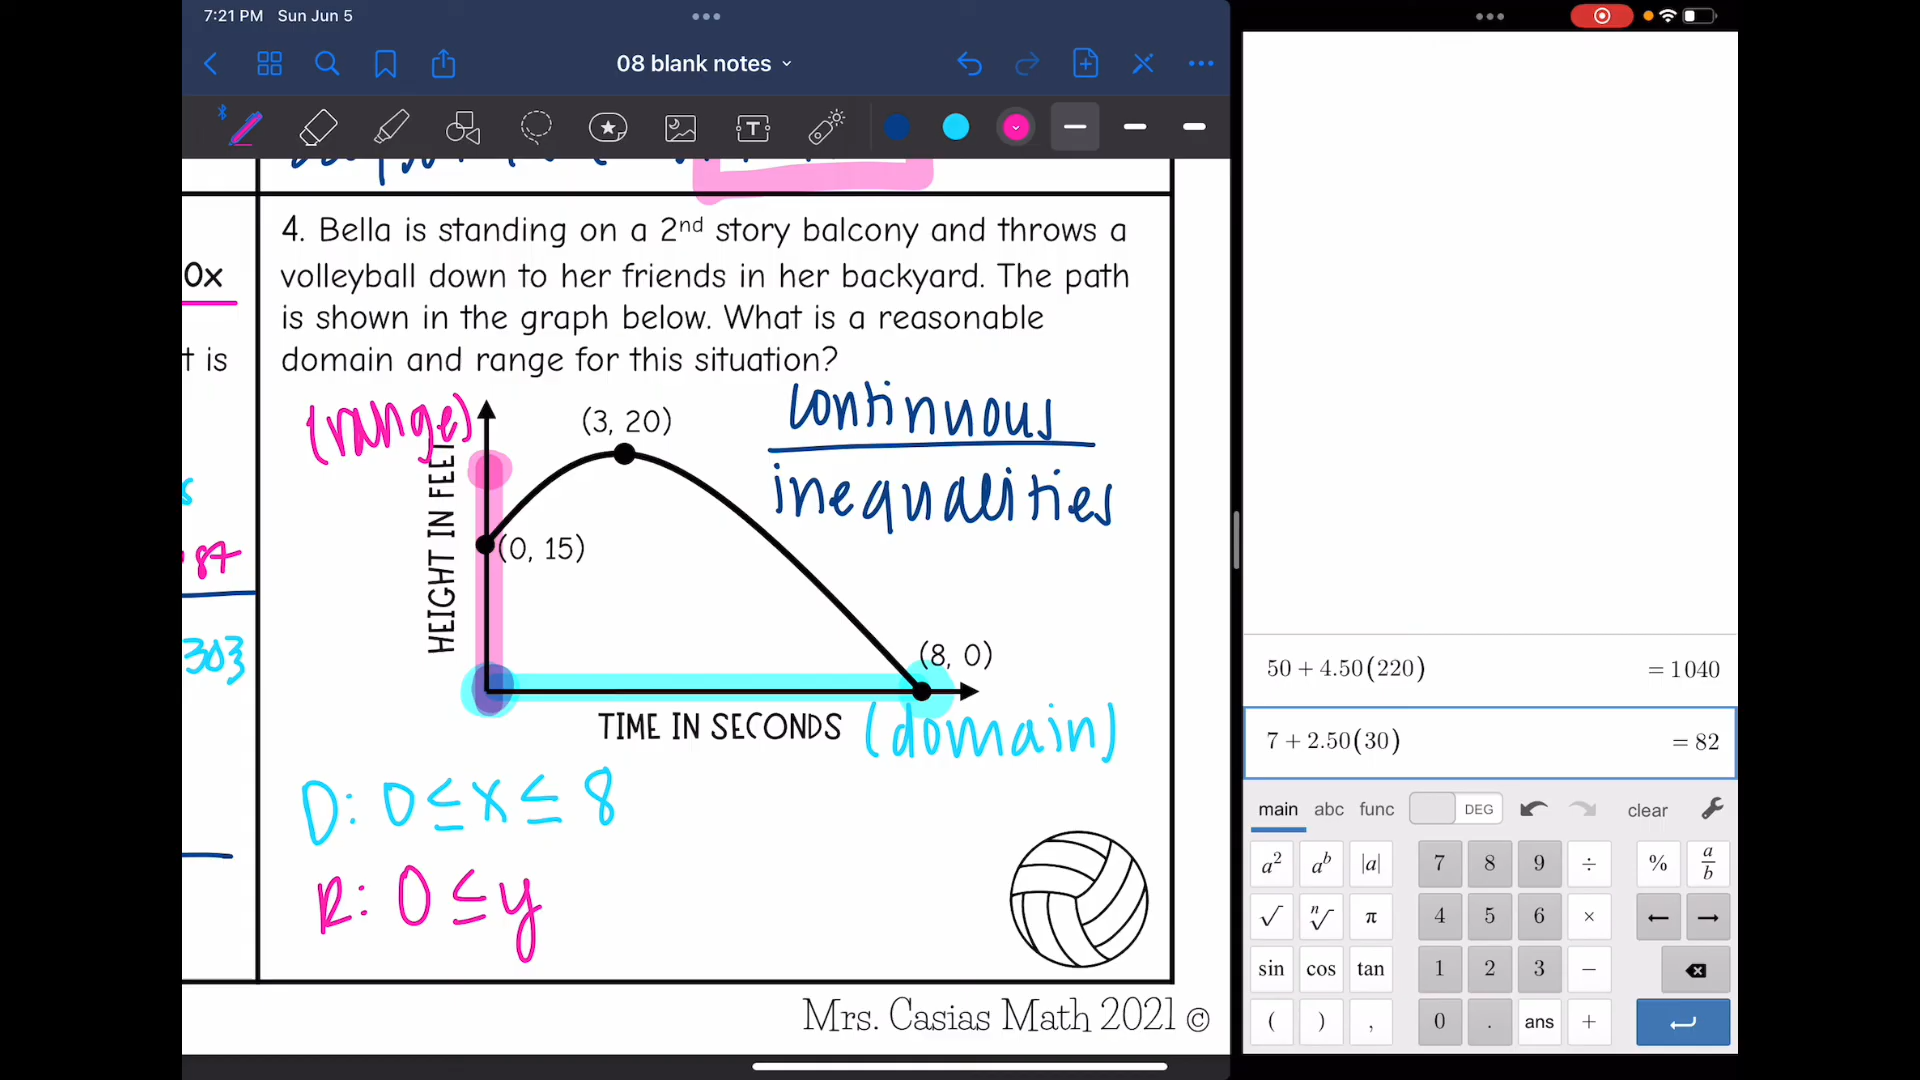 7:21 PM Sun Jun 5
08 blank notes
4. Bella is standing on a 2nd story balcony and throws a
volleyball down to her friends in her backyard. The path
is shown in the graph below. What is a reasonable
domain and range for this situation?
0x
t is
s
87
30}
(range)
HEIGHT IN FEET
(3, 20)
(0, 15)
(8, 0)
continuous
inequalities
TIME IN SECONDS
(domain)
D: 0 ≤ x ≤ 8
R: 0 ≤ y
Mrs. Casias Math 2021 ©
50 + 4.50(220) = 1040
7 + 2.50(30) = 82
main abc func DEG clear
a² aᵇ |a| 7 8 9 ÷ % a/b
√ ⁿ√ π 4 5 6 × ← →
sin cos tan 1 2 3 −
( ) , 0 . ans +